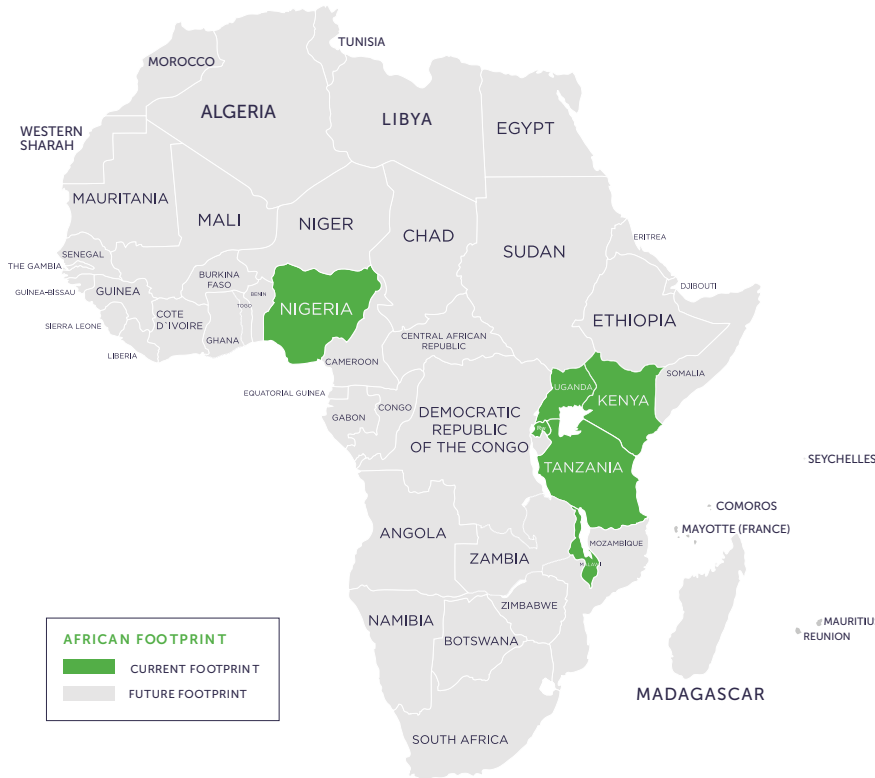 TUNISIA
MOROCCO
ALGERIA
LIBYA
EGYPT
WESTERN
SHARAH
MAURITANIA
MALI
NIGER
CHAD
SUDAN
ERITREA
SENEGAL
THE GAMBIA
GUINEA-BISSAU
GUINEA
BURKINA
FASO
BENIN
TOGO
NIGERIA
DJIBOUTI
SIERRA LEONE
COTE
D'IVOIRE
GHANA
LIBERIA
ETHIOPIA
CENTRAL AFRICAN
REPUBLIC
CAMEROON
SOMALIA
EQUATORIAL GUINEA
UGANDA
KENYA
GABON
CONGO
DEMOCRATIC
REPUBLIC
OF THE CONGO
TANZANIA
SEYCHELLES
COMOROS
MAYOTTE (FRANCE)
ANGOLA
ZAMBIA
MOZAMBIQUE
MALAWI
ZIMBABWE
NAMIBIA
BOTSWANA
MAURITIU
REUNION
MADAGASCAR
SOUTH AFRICA
AFRICAN FOOTPRINT
CURRENT FOOTPRINT
FUTURE FOOTPRINT